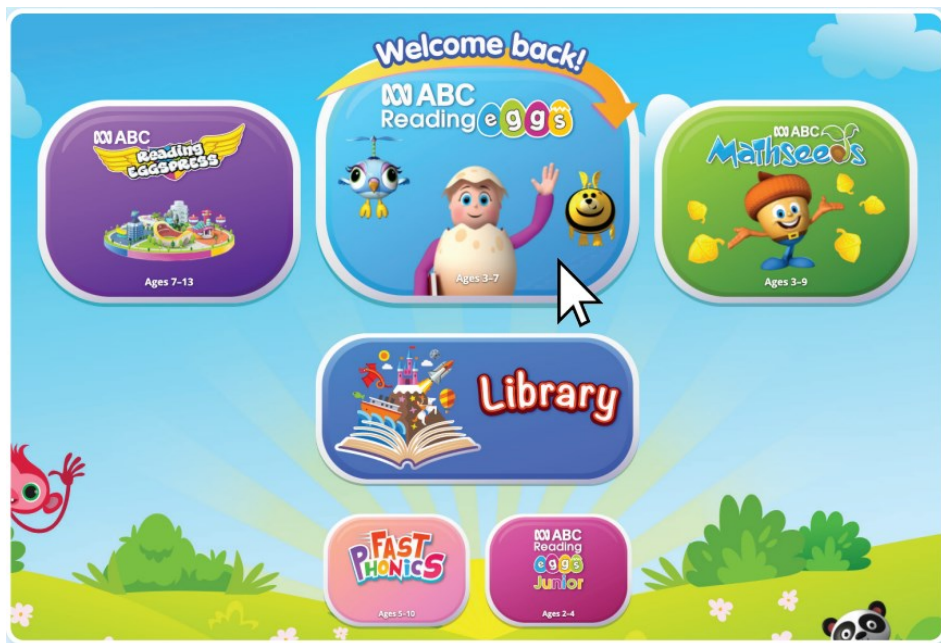 Welcome back!
ABC
Reading
EGGSPRESS
Ages 7–13
ABC
Reading eggs
Ages 3–7
ABC
Mathseeds
Ages 3–9
Library
FAST
PHONICS
Ages 5–10
ABC
Reading
eggs
Junior
Ages 2–4